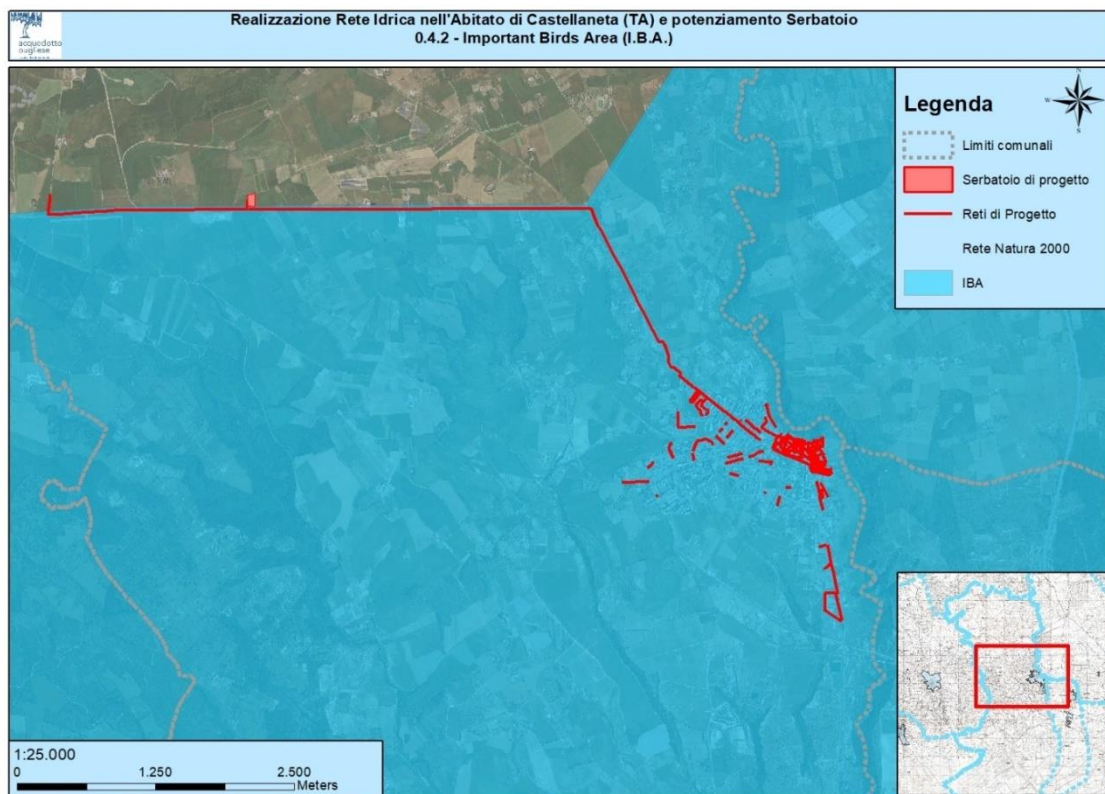 Realizzazione Rete Idrica nell'Abitato di Castellaneta (TA) e potenziamento Serbatoio
0.4.2 - Important Birds Area (I.B.A.)
acquedotto
pugliese
Legenda
N
W
S
Limiti comunali
Serbatoio di progetto
Reti di Progetto
Rete Natura 2000
IBA
1:25.000
0 1.250 2.500
Meters